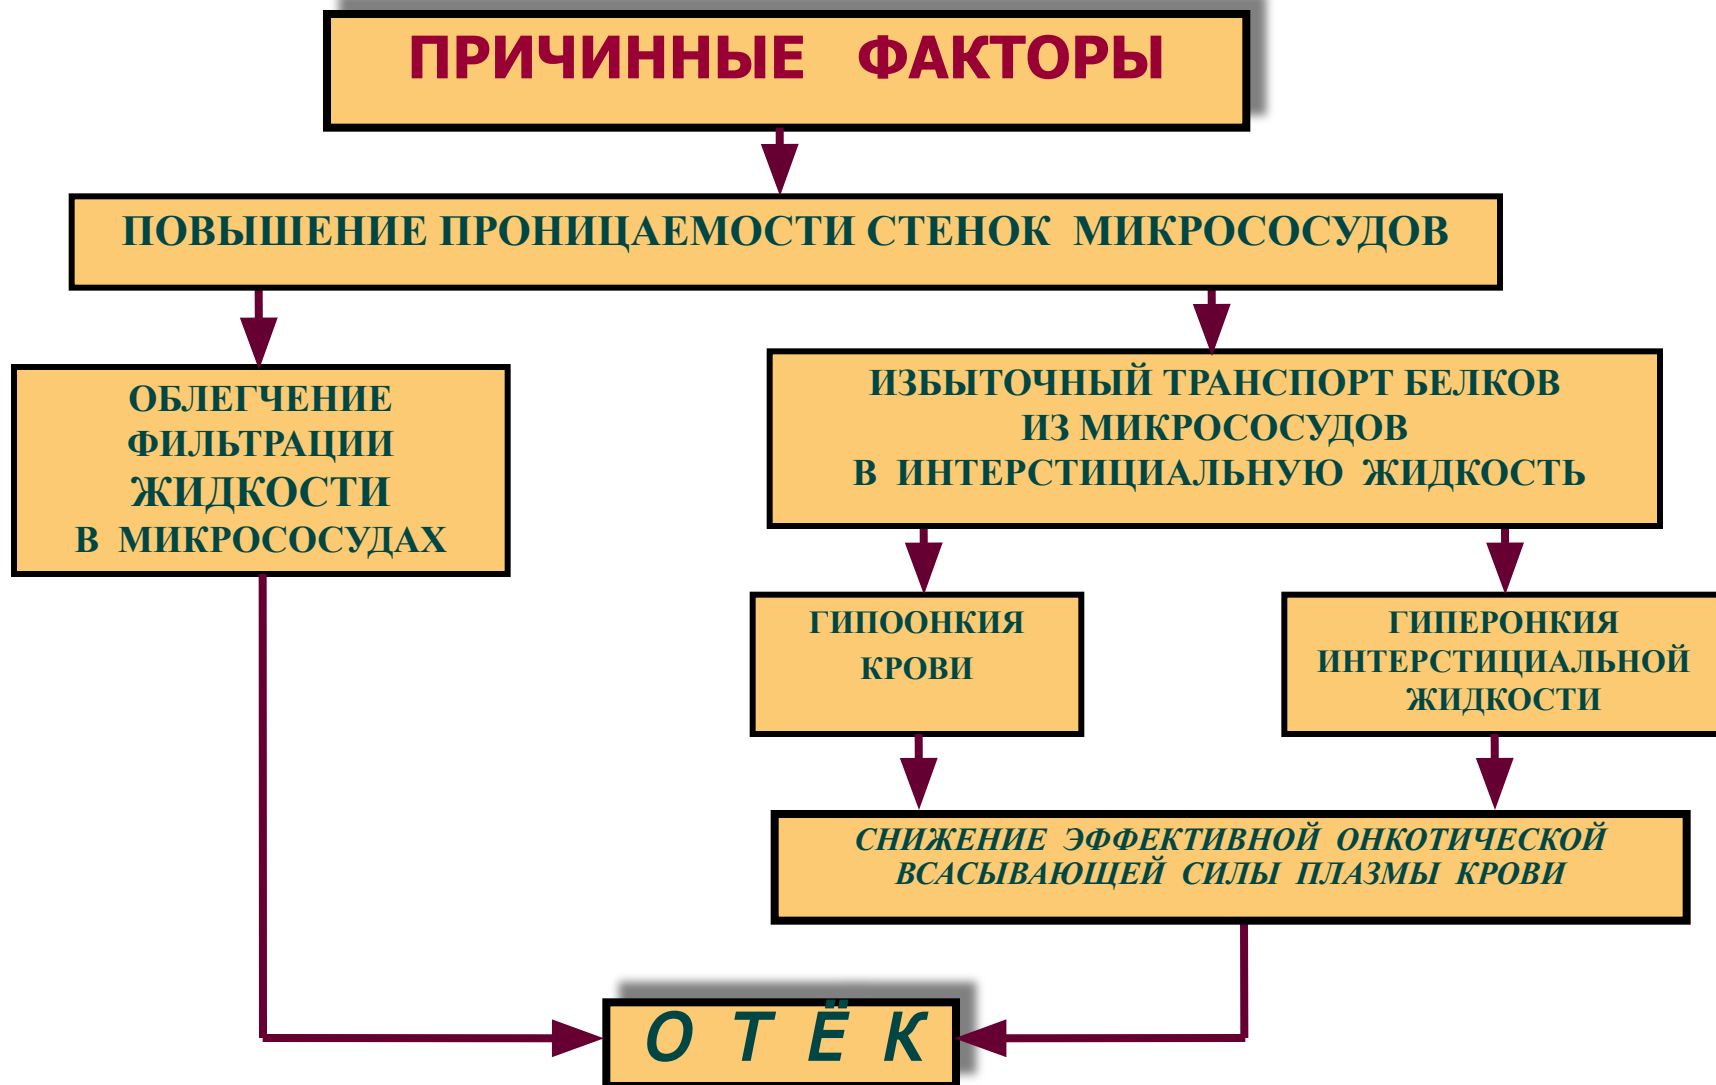 ПРИЧИННЫЕ ФАКТОРЫ
ПОВЫШЕНИЕ ПРОНИЦАЕМОСТИ СТЕНОК МИКРОСОСУДОВ
ОБЛЕГЧЕНИЕ
ФИЛЬТРАЦИИ
ЖИДКОСТИ
В МИКРОСОСУДАХ
ИЗБЫТОЧНЫЙ ТРАНСПОРТ БЕЛКОВ
ИЗ МИКРОСОСУДОВ
В ИНТЕРСТИЦИАЛЬНУЮ ЖИДКОСТЬ
ГИПООНКИЯ
КРОВИ
ГИПЕРОНКИЯ
ИНТЕРСТИЦИАЛЬНОЙ
ЖИДКОСТИ
СНИЖЕНИЕ ЭФФЕКТИВНОЙ ОНКОТИЧЕСКОЙ
ВСАСЫВАЮЩЕЙ СИЛЫ ПЛАЗМЫ КРОВИ
О Т Ё К